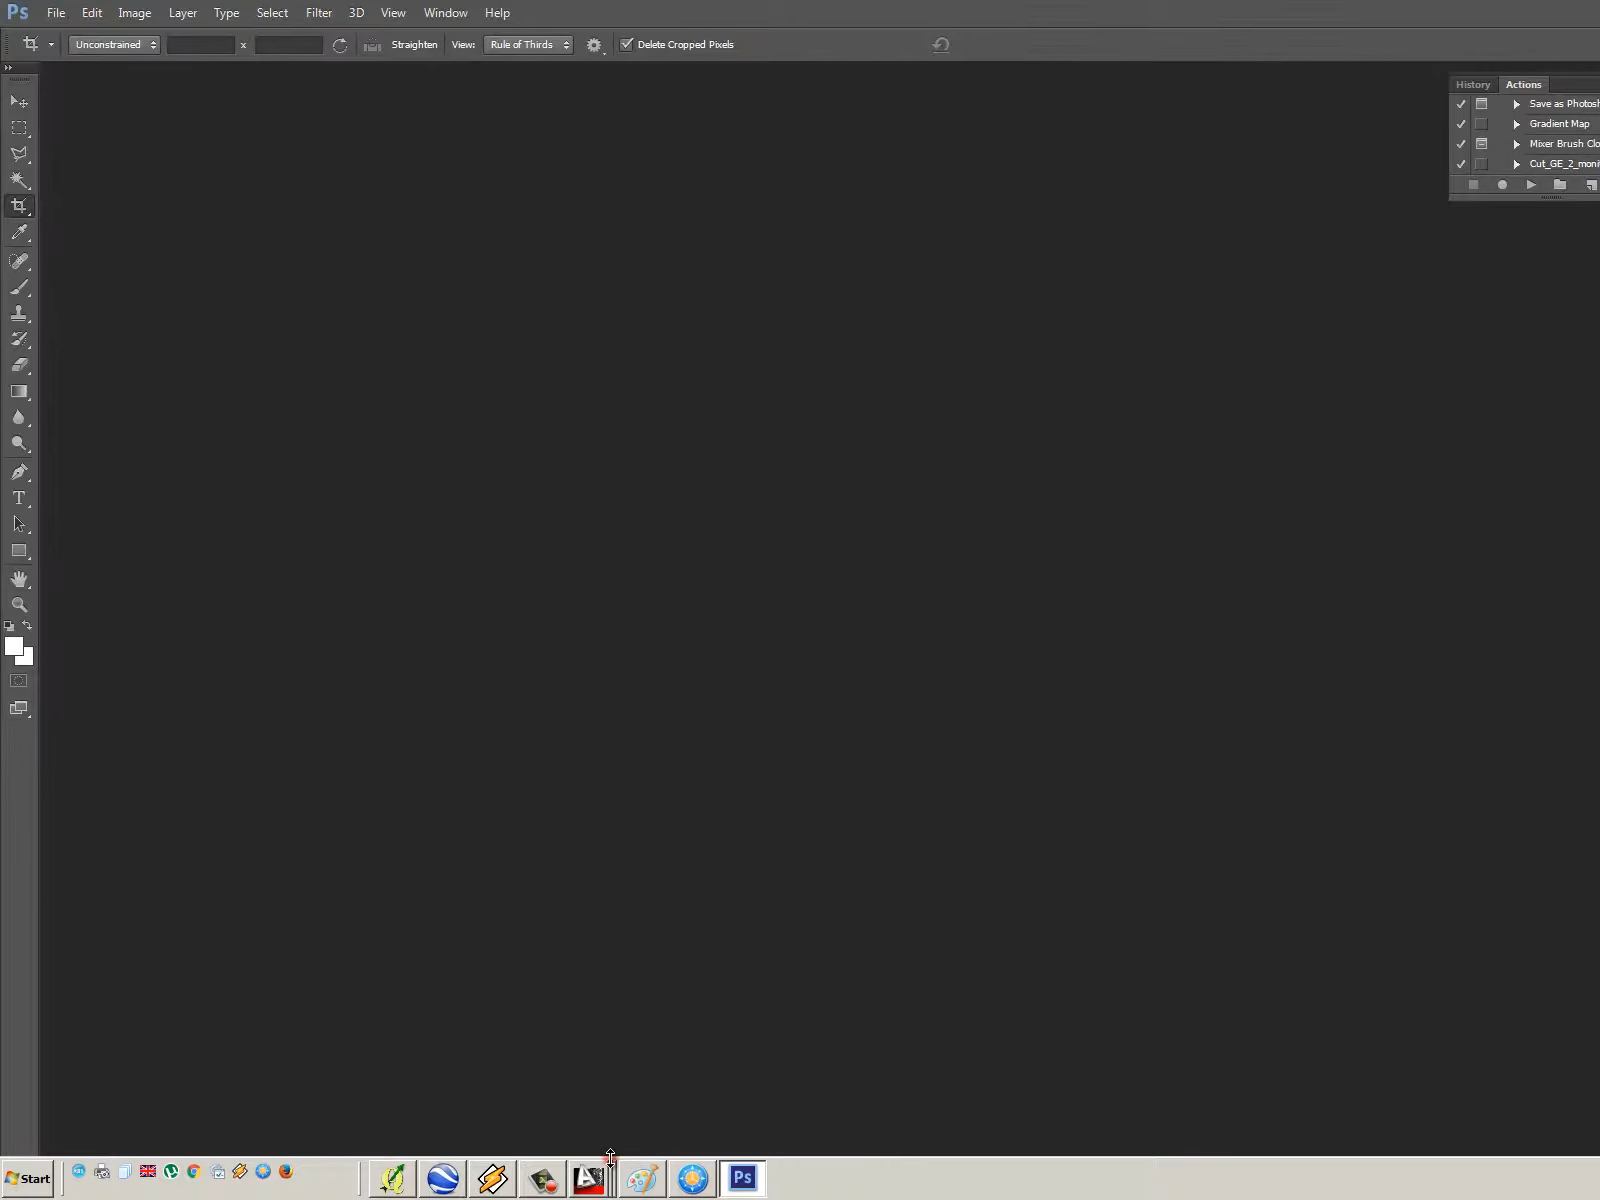 Ps File Edit Image Layer Type Select Filter 3D View Window Help
Unconstrained x Straighten View: Rule of Thirds Delete Cropped Pixels
History Actions
Save as Photosh
Gradient Map
Mixer Brush Clo
Cut_GE_2_moni
T
Start Ps